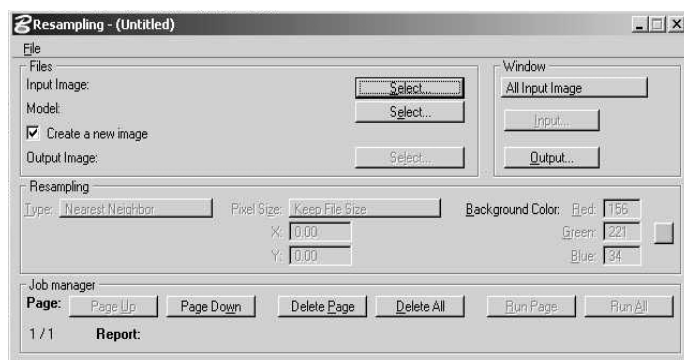 Resampling - (Untitled)
File
Files
Input Image: Select...
Model: Select...
Create a new image
Output Image: Select...
Window
All Input Image
Input...
Output...
Resampling
Type: Nearest Neighbor Pixel Size: Keep File Size Background Color: Red: 156
X: 0.00 Green: 221
Y: 0.00 Blue: 34
Job manager
Page: Page Up Page Down Delete Page Delete All Run Page Run All
1 / 1 Report: